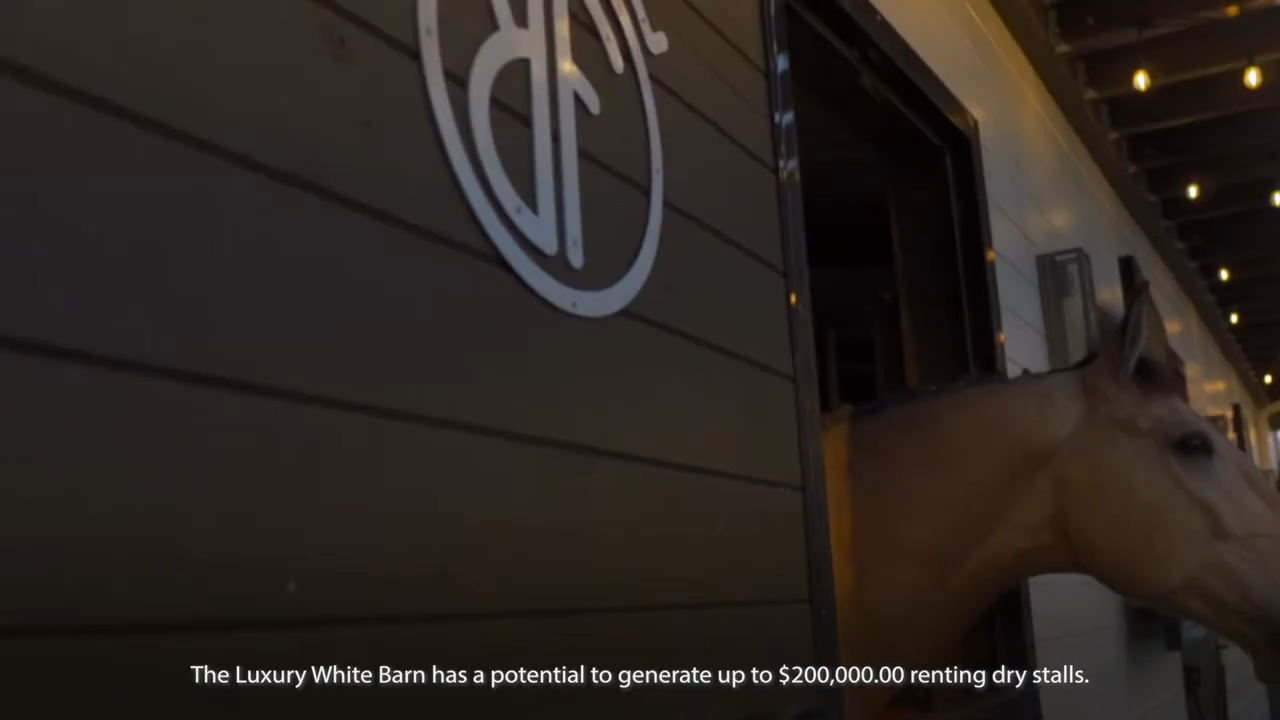 The Luxury White Barn has a potential to generate up to $200,000.00 renting dry stalls.